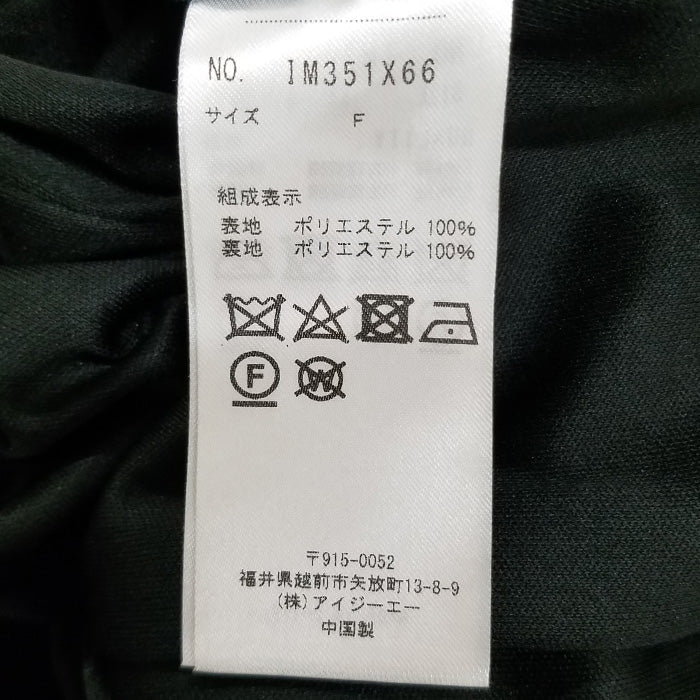 NO. IM351X66
サイズ F
組成表示
表地 ポリエステル 100%
裏地 ポリエステル 100%
F
W
〒915-0052
福井県越前市矢放町13-8-9
(株)アイジーエー
中国製